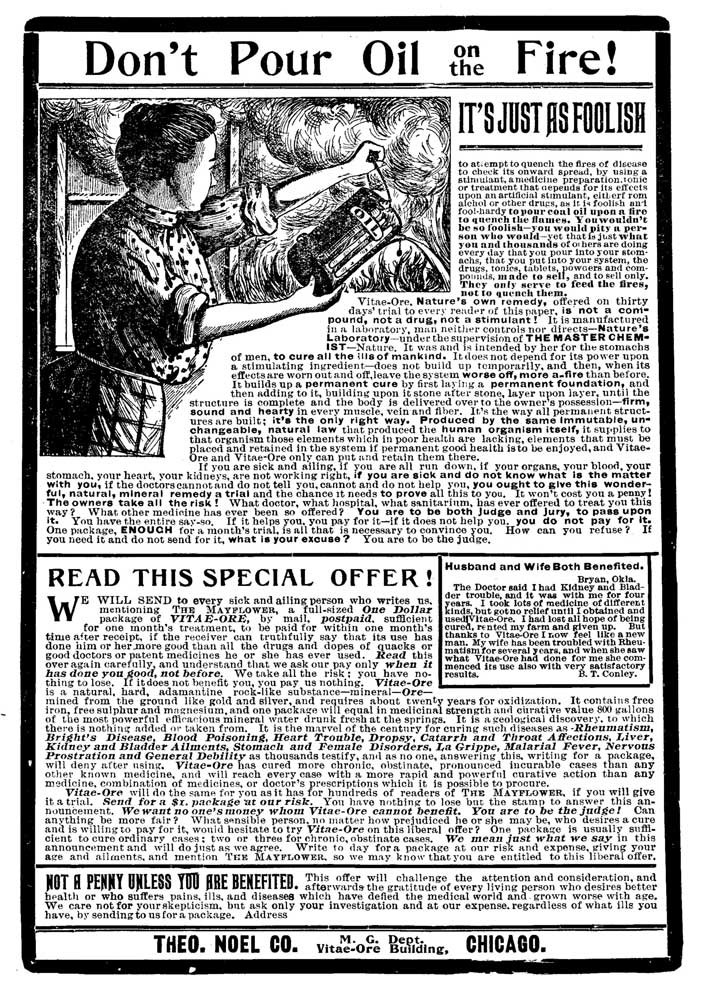 Don't Pour Oil on the Fire!
OIL
IT'S JUST AS FOOLISH
to attempt to quench the fires of disease
to check its onward spread, by using a
stimulant, a medicine preparation, tonic
or treatment that depends for its effects
upon an artificial stimulant, either from
alchol or other drugs, as it is foolish and
fool-hardy to pour coal oil upon a fire
to quench the flames. You wouldn't
be so foolish—you would pity a per-
son who would—yet that is just what
you and thousands of others are doing
every day that you pour into your stom-
achs, that you put into your system, the
drugs, tonics, tablets, powders and com-
pounds, made to sell, and to sell only.
They only serve to feed the fires,
not to quench them.
Vitae-Ore, Nature's own remedy, offered on thirty
days' trial to every reader of this paper, is not a com-
pound, not a drug, not a stimulant! It is manufactured
in a laboratory, man neither controls nor directs—Nature's
Laboratory—under the supervision of THE MASTER CHEM-
IST—Nature. It was and is intended by her for the stomachs
of men, to cure all the ills of mankind. It does not depend for its power upon
a stimulating ingredient—does not build up temporarily, and then, when its
effects are worn out and off, leave the system worse off, more a-fire than before.
It builds up a permanent cure by first laying a permanent foundation, and
then adding to it, building upon it stone after stone, layer upon layer, until the
structure is complete and the body is delivered over to the owner's possession—firm,
sound and hearty in every muscle, vein and fiber. It's the way all permanent struct-
ures are built; it's the only right way. Produced by the same immutable, un-
changeable, natural law that produced the human organism itself, it supplies to
that organism those elements which in poor health are lacking, elements that must be
placed and retained in the system if permanent good health is to be enjoyed, and Vitae-
Ore and Vitae-Ore only can put and retain them there.
If you are sick and ailing, if you are all run down, if your organs, your blood, your
stomach, your heart, your kidneys, are not working right, if you are sick and do not know what is the matter
with you, if the doctors cannot and do not tell you, cannot and do not help you, you ought to give this wonder-
ful, natural, mineral remedy a trial and the chance it needs to prove all this to you. It won't cost you a penny!
The owners take all the risk! What doctor, what hospital, what sanitarium, has ever offered to treat you this
way? What other medicine has ever been so offered? You are to be both judge and jury, to pass upon
it. You have the entire say-so. If it helps you, you pay for it—if it does not help you, you do not pay for it.
One package, ENOUGH for a month's trial, is all that is necessary to convince you. How can you refuse? If
you need it and do not send for it, what is your excuse? You are to be the judge.
READ THIS SPECIAL OFFER!
WE WILL SEND to every sick and ailing person who writes us,
mentioning THE MAYFLOWER, a full-sized One Dollar
package of VITAE-ORE, by mail, postpaid, sufficient
for one month's treatment, to be paid for within one month's
time after receipt, if the receiver can truthfully say that its use has
done him or her more good than all the drugs and dopes of quacks or
good doctors or patent medicines he or she has ever used. Read this
over again carefully, and understand that we ask our pay only when it
has done you good, not before. We take all the risk; you have no-
thing to lose. If it does not benefit you, you pay us nothing. Vitae-Ore
is a natural, hard, adamantine rock-like substance—mineral—Ore—
mined from the ground like gold and silver, and requires about twenty years for oxidization. It contains free
iron, free sulphur and magnesium, and one package will equal in medicinal strength and curative value 800 gallons
of the most powerful efficacious mineral water drunk fresh at the springs. It is a geological discovery, to which
there is nothing added or taken from. It is the marvel of the century for curing such diseases as Rheumatism,
Bright's Disease, Blood Poisoning, Heart Trouble, Dropsy, Catarrh and Throat Affections, Liver,
Kidney and Bladder Ailments, Stomach and Female Disorders, La Grippe, Malarial Fever, Nervous
Prostration and General Debility as thousands testify, and as no one, answering this, writing for a package,
will deny after using. Vitae-Ore has cured more chronic, obstinate, pronounced incurable cases than any
other known medicine, and will reach every case with a more rapid and powerful curative action than any
medicine, combination of medicines, or doctor's prescriptions which it is possible to procure.
Vitae-Ore will do the same for you as it has for hundreds of readers of THE MAYFLOWER, if you will give
it a trial. Send for a $1. package at our risk. You have nothing to lose but the stamp to answer this an-
nouncement. We want no one's money whom Vitae-Ore cannot benefit. You are to be the judge! Can
anything be more fair? What sensible person, no matter how prejudiced he or she may be, who desires a cure
and is willing to pay for it, would hesitate to try Vitae-Ore on this liberal offer? One package is usually suffi-
cient to cure ordinary cases; two or three for chronic, obstinate cases. We mean just what we say in this
announcement and will do just as we agree. Write to day for a package at our risk and expense, giving your
age and ailments, and mention THE MAYFLOWER, so we may know that you are entitled to this liberal offer.
Husband and Wife Both Benefited.
Bryan, Okla.
The Doctor said I had Kidney and Blad-
der trouble, and it was with me for four
years. I took lots of medicine of different
kinds, but got no relief until I obtained and
used Vitae-Ore. I had lost all hope of being
cured, rented my farm and given up. But
thanks to Vitae-Ore I now feel like a new
man. My wife has been troubled with Rheu-
matism for several years, and when she saw
what Vitae-Ore had done for me she com-
menced its use also with very satisfactory
results. B. T. Conley.
NOT A PENNY UNLESS YOU ARE BENEFITED. This offer will challenge the attention and consideration, and
afterwards the gratitude of every living person who desires better
health or who suffers pains, ills, and diseases which have defied the medical world and grown worse with age.
We care not for your skepticism, but ask only your investigation and at our expense, regardless of what ills you
have, by sending to us for a package. Address
THEO. NOEL CO. M. G. Dept. Vitae-Ore Building, CHICAGO.